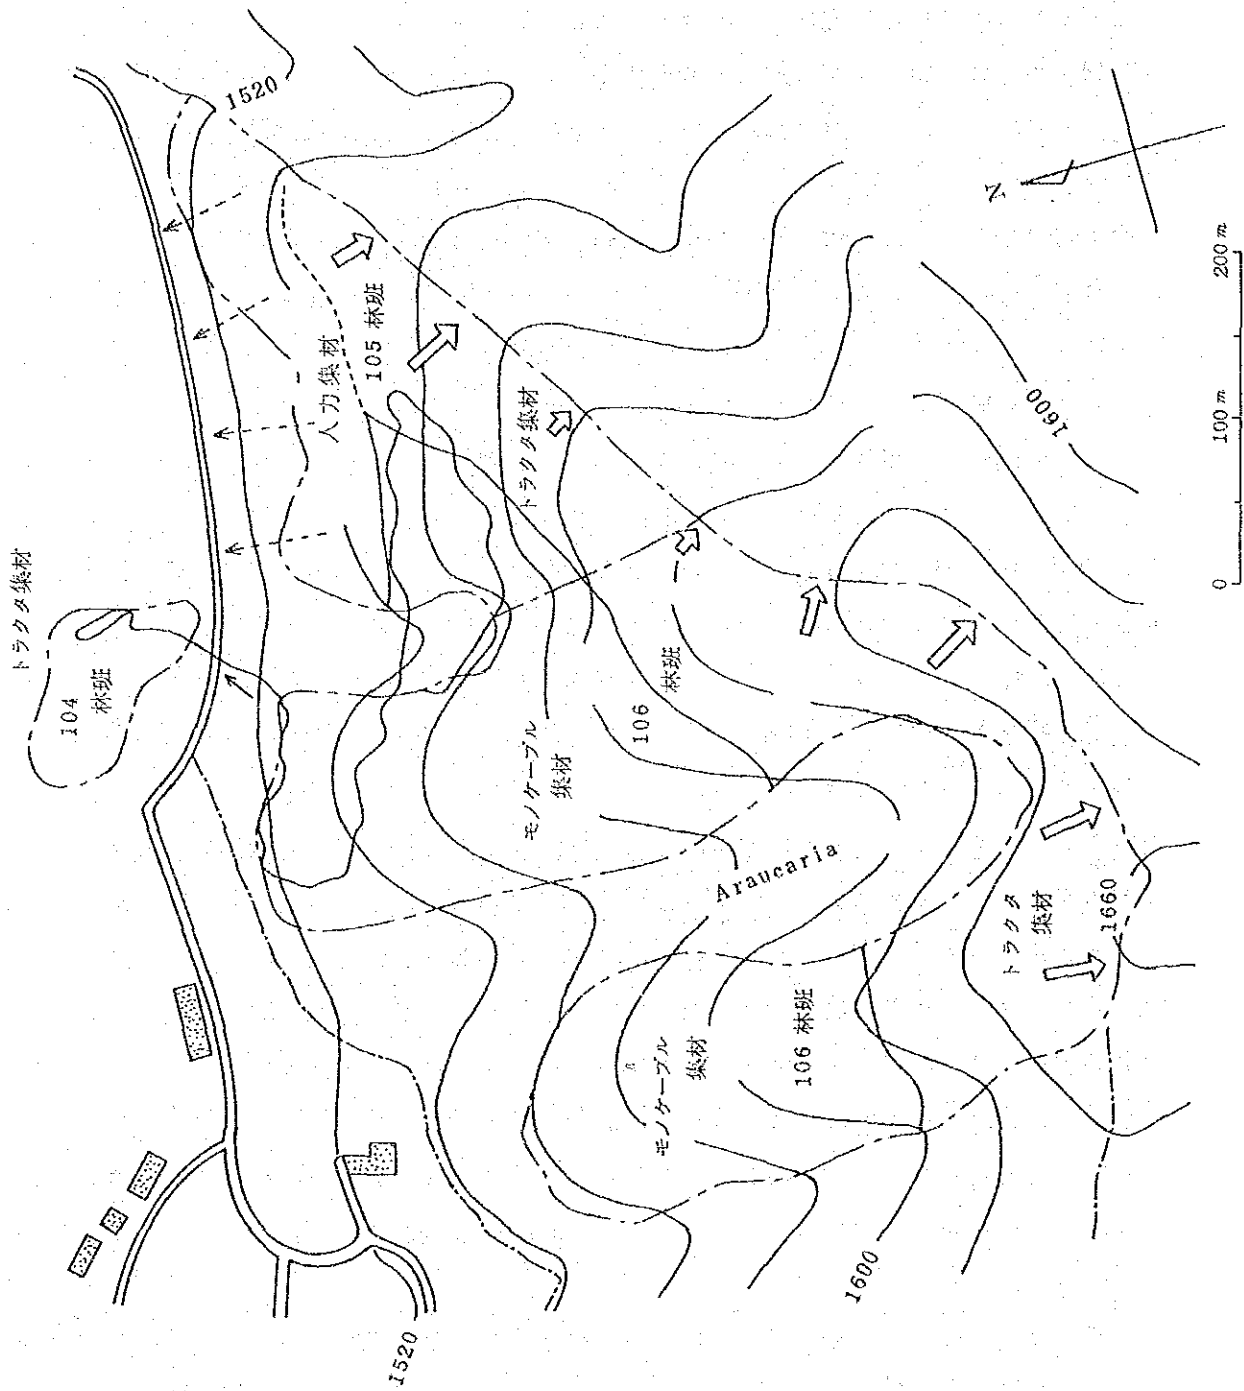 トラクタ集材
104
林班
1520
人力集材
105 林班
トラクタ集材
モノケーブル
集材
106
林班
Araucaria
モノケーブル
集材
106 林班
トラクタ
集材
1660
1600
1600
1520
N
0
100
200 m